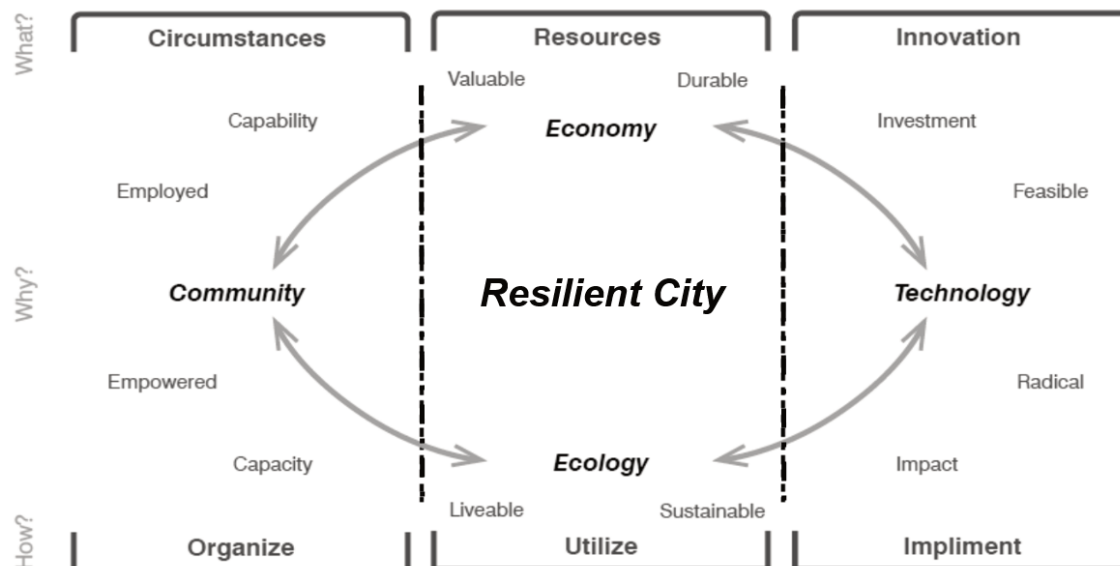 What?
Circumstances
Resources
Innovation
Valuable
Durable
Capability
Economy
Investment
Employed
Feasible
Why?
Community
Resilient City
Technology
Empowered
Radical
Capacity
Ecology
Impact
Liveable
Sustainable
How?
Organize
Utilize
Impliment